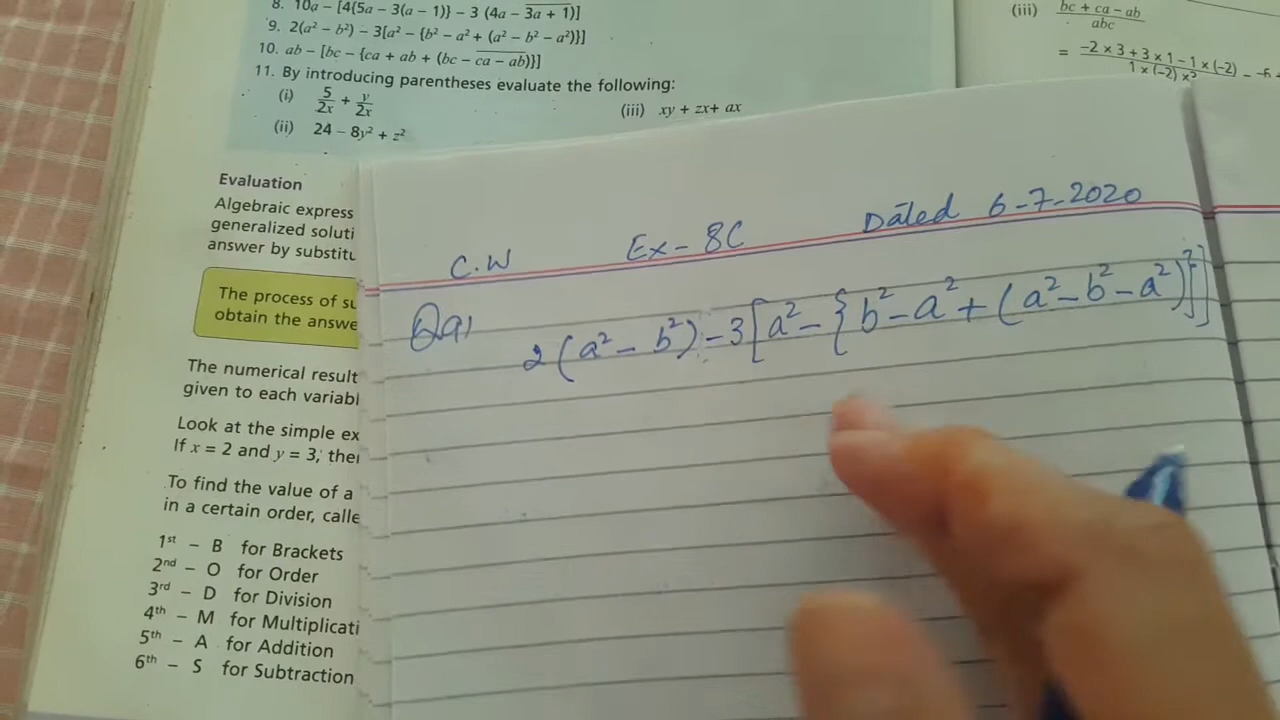 8. 10a – [4{5a – 3(a – 1)} – 3 (4a – 3a + 1)]
9. 2(a² – b²) – 3[a² – {b² – a² + (a² – b² – a²)}]
10. ab – [bc – {ca + ab + (bc – ca – ab)}]
11. By introducing parentheses evaluate the following:
(i) 5/2x + y/2x
(iii) xy + zx+ ax
(ii) 24 – 8y² + z²
(iii) bc + ca – ab / abc
= –2 × 3 + 3 × 1 – 1 × (–2)
Evaluation
Algebraic express
generalized soluti
answer by substitu
The process of su
obtain the answe
The numerical result
given to each variabl
Look at the simple ex
If x = 2 and y = 3, the
To find the value of a
in a certain order, calle
1st – B for Brackets
2nd – O for Order
3rd – D for Division
4th – M for Multiplicati
5th – A for Addition
6th – S for Subtraction
C.W Ex – 8C Dated 6-7-2020
2(a² – b²) – 3[a² – {b² – a² + (a² – b² – a²)}]